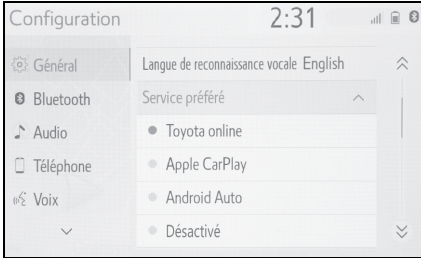 Configuration 2:31
Général
Langue de reconnaissance vocale English
Bluetooth
Service préféré
Audio
Toyota online
Téléphone
Apple CarPlay
Voix
Android Auto
Désactivé